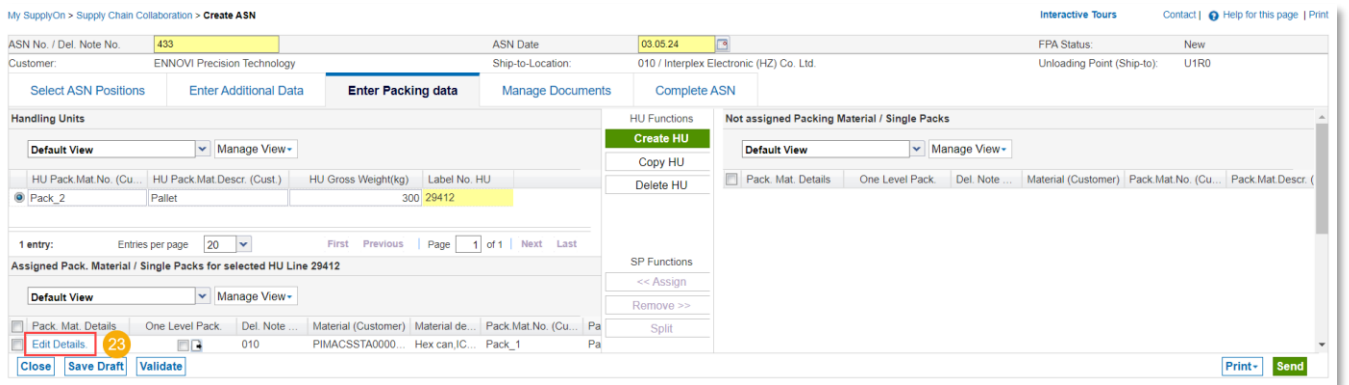 My SupplyOn > Supply Chain Collaboration > Create ASN
Interactive Tours Contact | Help for this page | Print
ASN No. / Del. Note No. 433 ASN Date 03.05.24 FPA Status: New
Customer: ENNOVI Precision Technology Ship-to-Location: 010 / Interplex Electronic (HZ) Co. Ltd. Unloading Point (Ship-to): U1R0
Select ASN Positions Enter Additional Data Enter Packing data Manage Documents Complete ASN
Handling Units HU Functions Not assigned Packing Material / Single Packs
Create HU
Default View Manage View Default View Manage View
Copy HU
HU Pack.Mat.No. (Cu... HU Pack.Mat.Descr. (Cust.) HU Gross Weight(kg) Label No. HU Delete HU Pack. Mat. Details One Level Pack. Del. Note ... Material (Customer) Pack.Mat.No. (Cu... Pack.Mat.Descr. (
Pack_2 Pallet 300 29412
1 entry: Entries per page 20 First Previous | Page 1 of 1 | Next Last
Assigned Pack. Material / Single Packs for selected HU Line 29412 SP Functions
<< Assign
Default View Manage View
Remove >>
Pack. Mat. Details One Level Pack. Del. Note ... Material (Customer) Material de... Pack.Mat.No. (Cu... Pa Split
Edit Details. 23 010 PIMACSSTA0000... Hex can,IC... Pack_1 Pa
Close Save Draft Validate Print Send